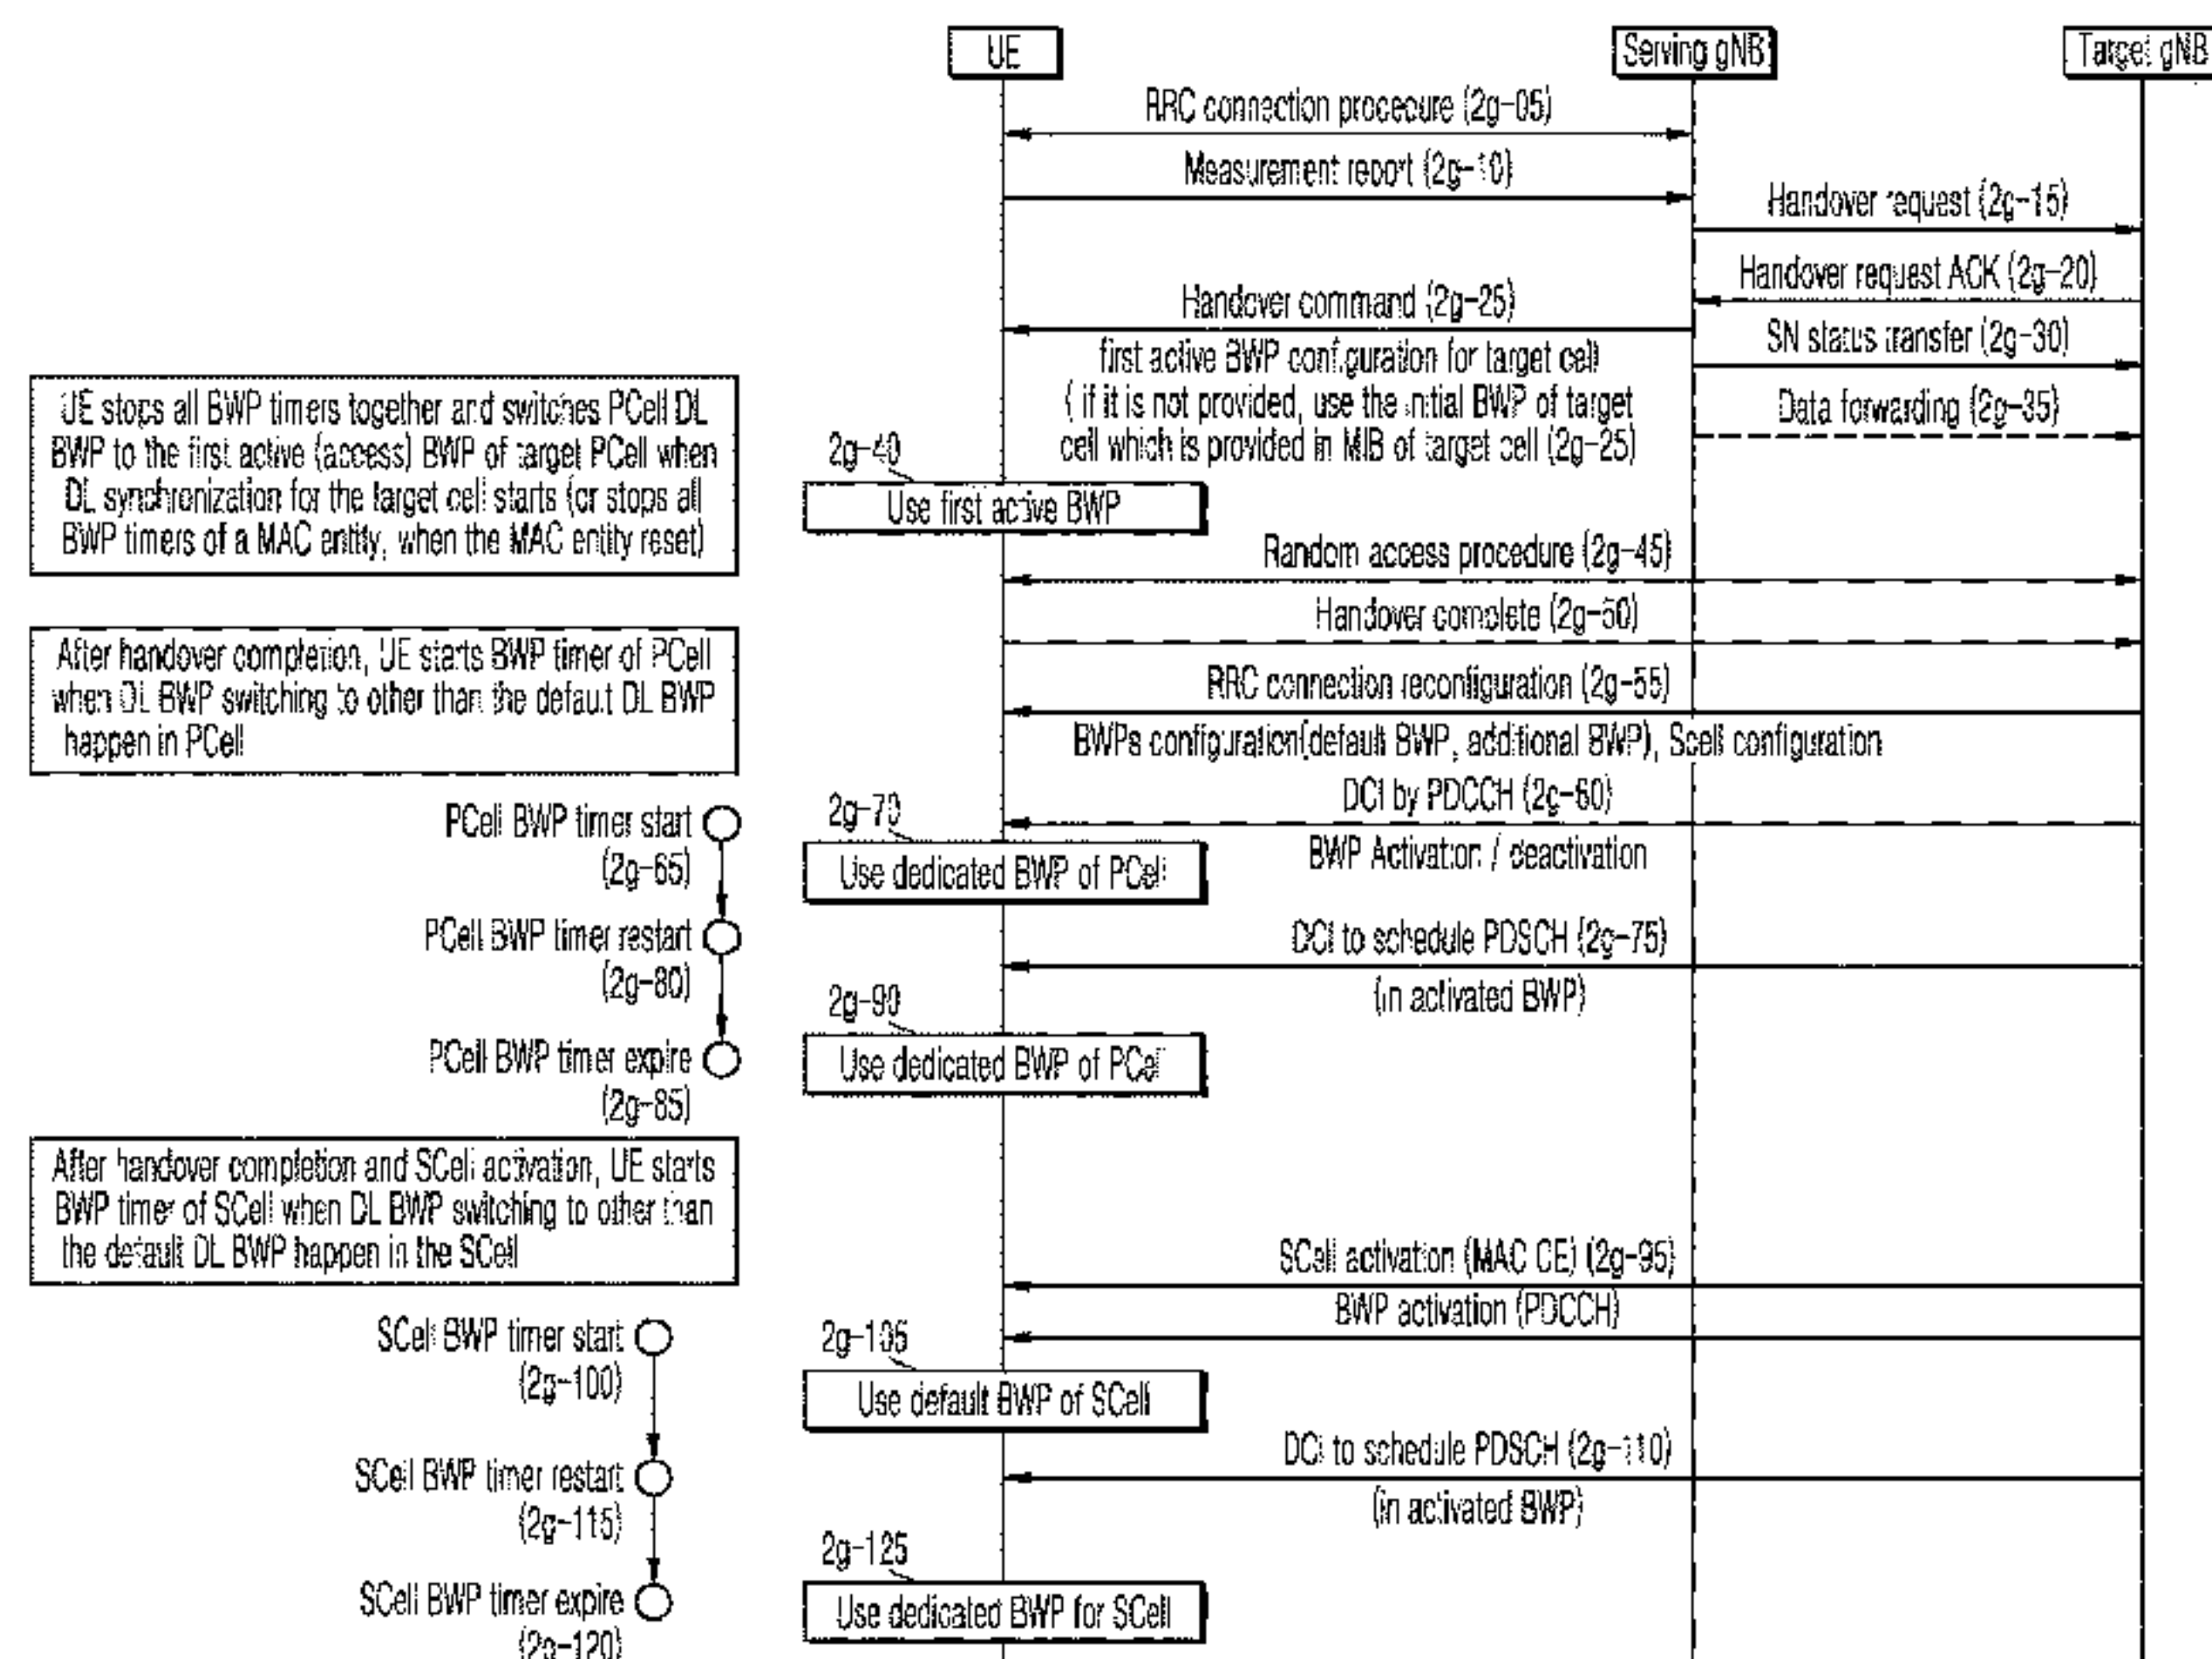 UE
Serving gNB
Target gNB
RRC connection procedure (2g-05)
Measurement report (2g-10)
Handover request (2g-15)
Handover request ACK (2g-20)
Handover command (2g-25)
SN status transfer (2g-30)
first active BWP configuration for target cell
( if it is not provided, use the initial BWP of target
cell which is provided in MIB of target cell (2g-25)
Data forwarding (2g-35)
UE stops all BWP timers together and switches PCell DL
BWP to the first active (access) BWP of target PCell when
DL synchronization for the target cell starts (or stops all
BWP timers of a MAC entity, when the MAC entity reset)
2g-40
Use first active BWP
Random access procedure (2g-45)
Handover complete (2g-50)
After handover completion, UE starts BWP timer of PCell
when DL BWP switching to other than the default DL BWP
happen in PCell
RRC connection reconfiguration (2g-55)
BWPs configuration(default BWP, additional BWP), Scell configuration
DCI by PDCCH (2g-60)
BWP Activation / deactivation
PCell BWP timer start
(2g-65)
2g-70
Use dedicated BWP of PCell
DCI to schedule PDSCH (2g-75)
(in activated BWP)
PCell BWP timer restart
(2g-80)
PCell BWP timer expire
(2g-85)
2g-90
Use dedicated BWP of PCell
After handover completion and SCell activation, UE starts
BWP timer of SCell when DL BWP switching to other than
the default DL BWP happen in the SCell
SCell activation (MAC CE) (2g-95)
BWP activation (PDCCH)
SCell BWP timer start
(2g-100)
2g-105
Use default BWP of SCell
DCI to schedule PDSCH (2g-110)
(in activated BWP)
SCell BWP timer restart
(2g-115)
SCell BWP timer expire
(2g-120)
2g-125
Use dedicated BWP for SCell